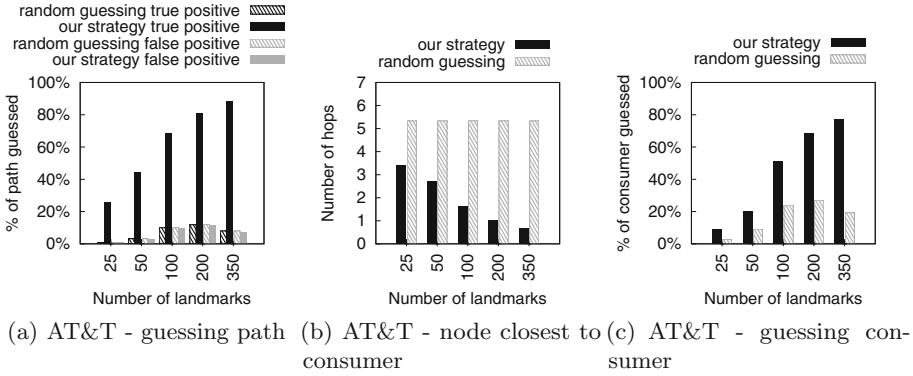 random guessing true positive
our strategy true positive
random guessing false positive
our strategy false positive
100%
80%
60%
40%
20%
0%
% of path guessed
25
50
100
200
350
Number of landmarks
(a) AT&T - guessing path
our strategy
random guessing
7
6
5
4
3
2
1
0
Number of hops
25
50
100
200
350
Number of landmarks
(b) AT&T - node closest to
consumer
our strategy
random guessing
100%
80%
60%
40%
20%
0%
% of consumer guessed
25
50
100
200
350
Number of landmarks
(c) AT&T - guessing con-
sumer